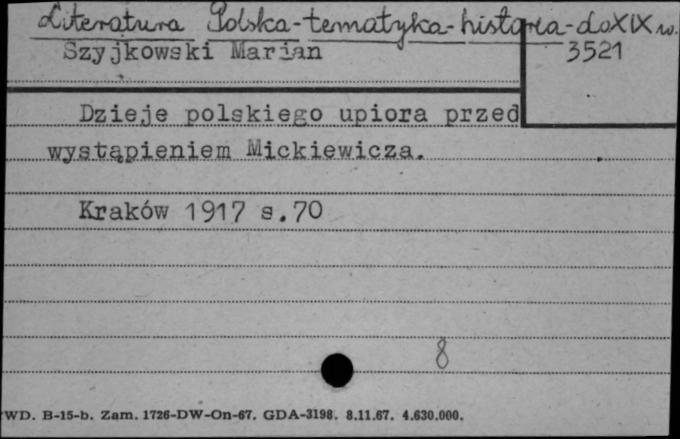 Literatura Polska-tematyka-historia-do XIX w.
Szyjkowski Marian 3521
Dzieje polskiego upiora przed
wystąpieniem Mickiewicza.
Kraków 1917 s.70
8
WD. B-15-b. Zam. 1726-DW-On-67. GDA-3198. 8.11.67. 4.630.000.